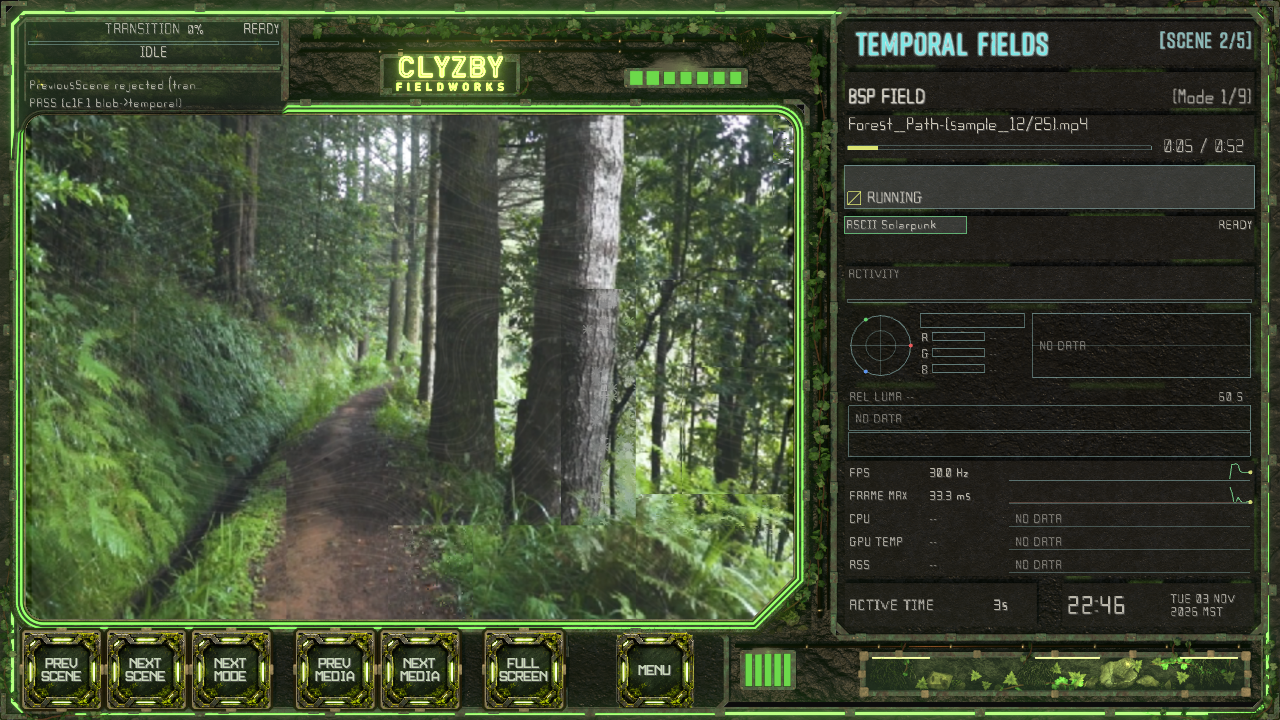 TRANSITION 0% READY
IDLE
PreviousScene rejected (tran
PASS (c1F1 blob->temporal)
CLYZBY
FIELDWORKS
TEMPORAL FIELDS [SCENE 2/5]
BSP FIELD (Mode 1/9)
Forest_Path-(sample_12/25).mp4
0:05 / 0:52
RUNNING
ASCII Solarpunk READY
ACTIVITY
R --
G --
B --
NO DATA
REL LUMA -- 60 S
NO DATA
FPS 30.0 Hz
FRAME MAX 33.3 mS
CPU -- NO DATA
GPU TEMP -- NO DATA
RSS -- NO DATA
ACTIVE TIME 3s
22:46
TUE 03 NOV
2026 MST
PREV
SCENE
NEXT
SCENE
NEXT
MODE
PREV
MEDIA
NEXT
MEDIA
FULL
SCREEN
MENU